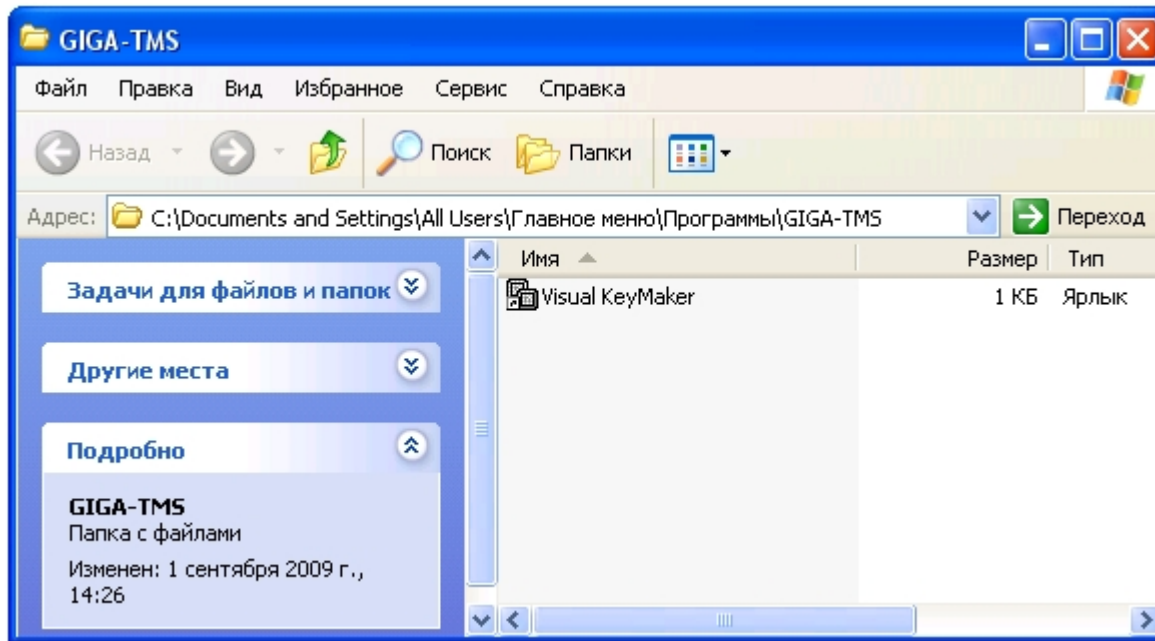 GIGA-TMS
Файл Правка Вид Избранное Сервис Справка
Назад Поиск Папки
Адрес: C:\Documents and Settings\All Users\Главное меню\Программы\GIGA-TMS Переход
Имя Размер Тип
Задачи для файлов и папок
Visual KeyMaker 1 КБ Ярлык
Другие места
Подробно
GIGA-TMS
Папка с файлами
Изменен: 1 сентября 2009 г.,
14:26